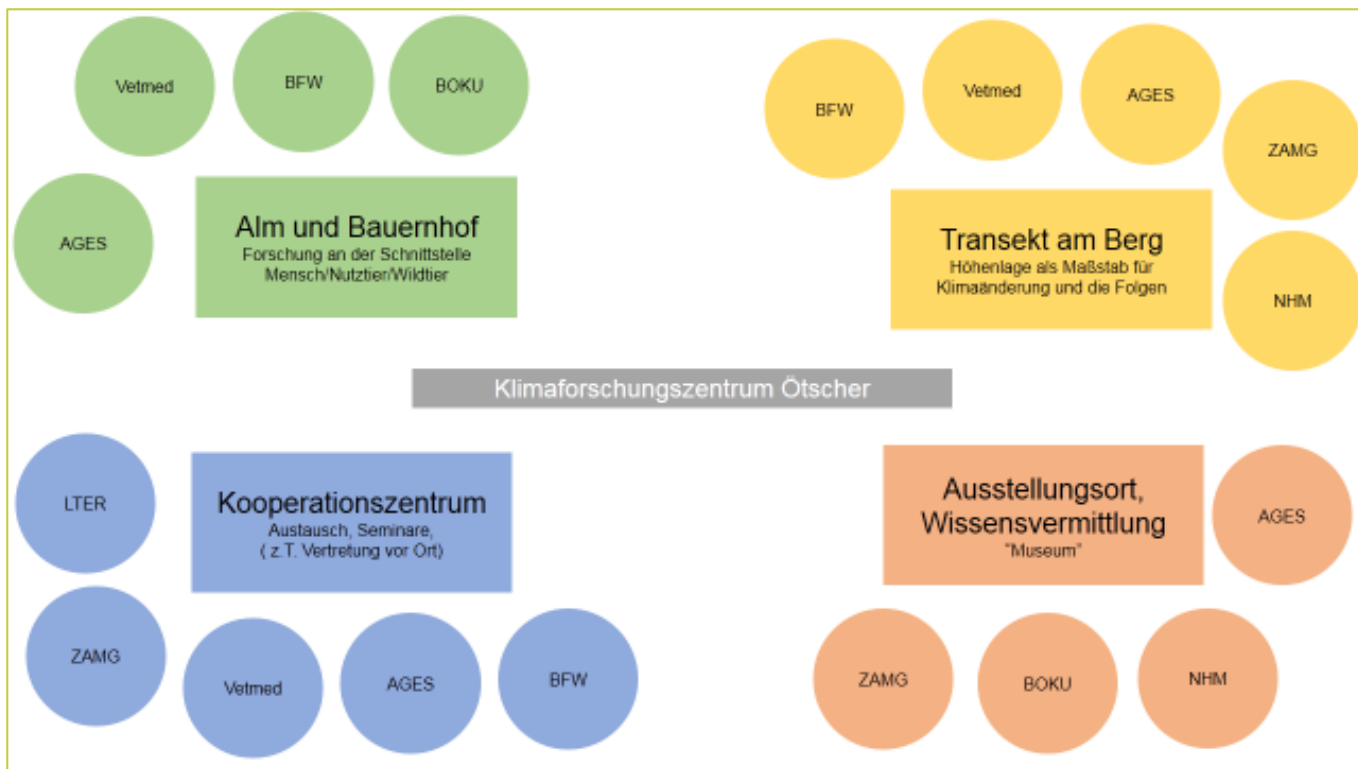 Vetmed
BFW
BOKU
AGES
Alm und Bauernhof
Forschung an der Schnittstelle
Mensch/Nutztier/Wildtier
BFW
Vetmed
AGES
ZAMG
NHM
Transekt am Berg
Höhenlage als Maßstab für
Klimaänderung und die Folgen
Klimaforschungszentrum Ötscher
LTER
Kooperationszentrum
Austausch, Seminare,
( z.T. Vertretung vor Ort)
ZAMG
Vetmed
AGES
BFW
Ausstellungsort,
Wissensvermittlung
"Museum"
AGES
ZAMG
BOKU
NHM